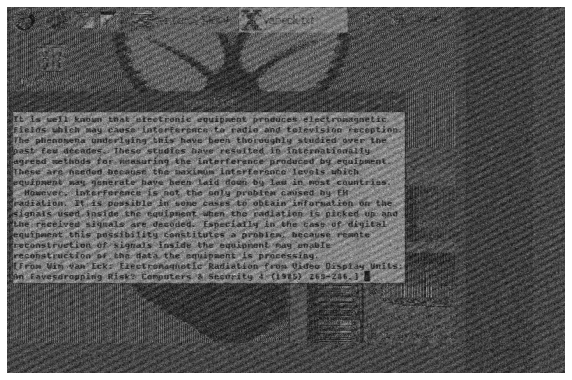 vaneck.txt
It is well known that electronic equipment produces electromagnetic
fields which may cause interference to radio and television reception.
The phenomena underlying this have been thoroughly studied over the
past few decades. These studies have resulted in internationally
agreed methods for measuring the interference produced by equipment.
These are needed because the maximum interference levels which
equipment may generate have been laid down by law in most countries.
However, interference is not the only problem caused by EM
radiation. It is possible in some cases to obtain information on the
signals used inside the equipment when the radiation is picked up and
the received signals are decoded. Especially in the case of digital
equipment this possibility constitutes a problem, because remote
reconstruction of signals inside the equipment may enable
reconstruction of the data the equipment is processing.
[From Wim van Eck: Electromagnetic Radiation from Video Display Units:
An Eavesdropping Risk? Computers & Security 4 (1985) 269-286.]